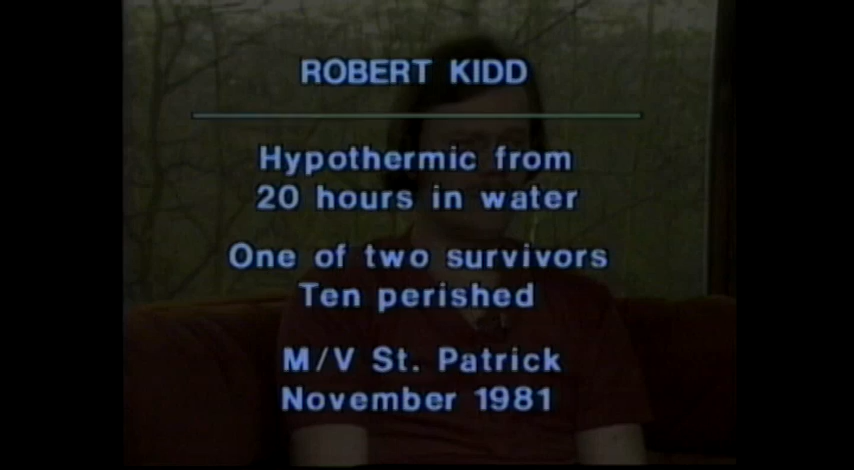 ROBERT KIDD
Hypothermic from
20 hours in water
One of two survivors
Ten perished
M/V St. Patrick
November 1981